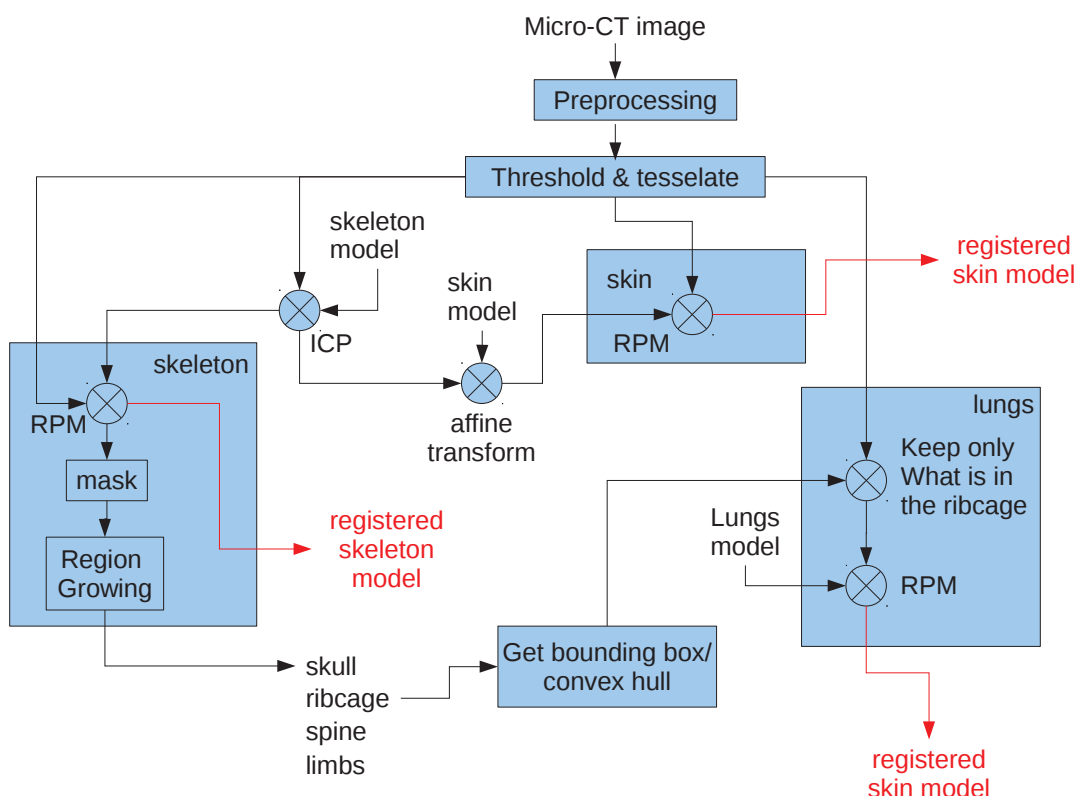 Micro-CT image
Preprocessing
Threshold & tesselate
skeleton
model
skin
model
ICP
affine
transform
skin
RPM
registered
skin model
skeleton
RPM
mask
Region
Growing
registered
skeleton
model
skull
ribcage
spine
limbs
Get bounding box/
convex hull
lungs
Keep only
What is in
the ribcage
Lungs
model
RPM
registered
skin model